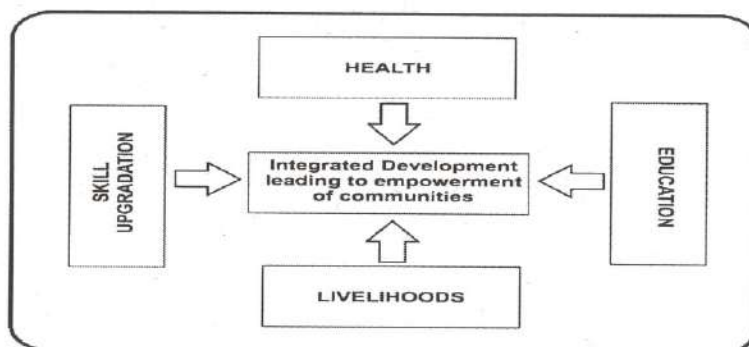 HEALTH
SKILL
UPGRADATION
Integrated Development
leading to empowerment
of communities
EDUCATION
LIVELIHOODS